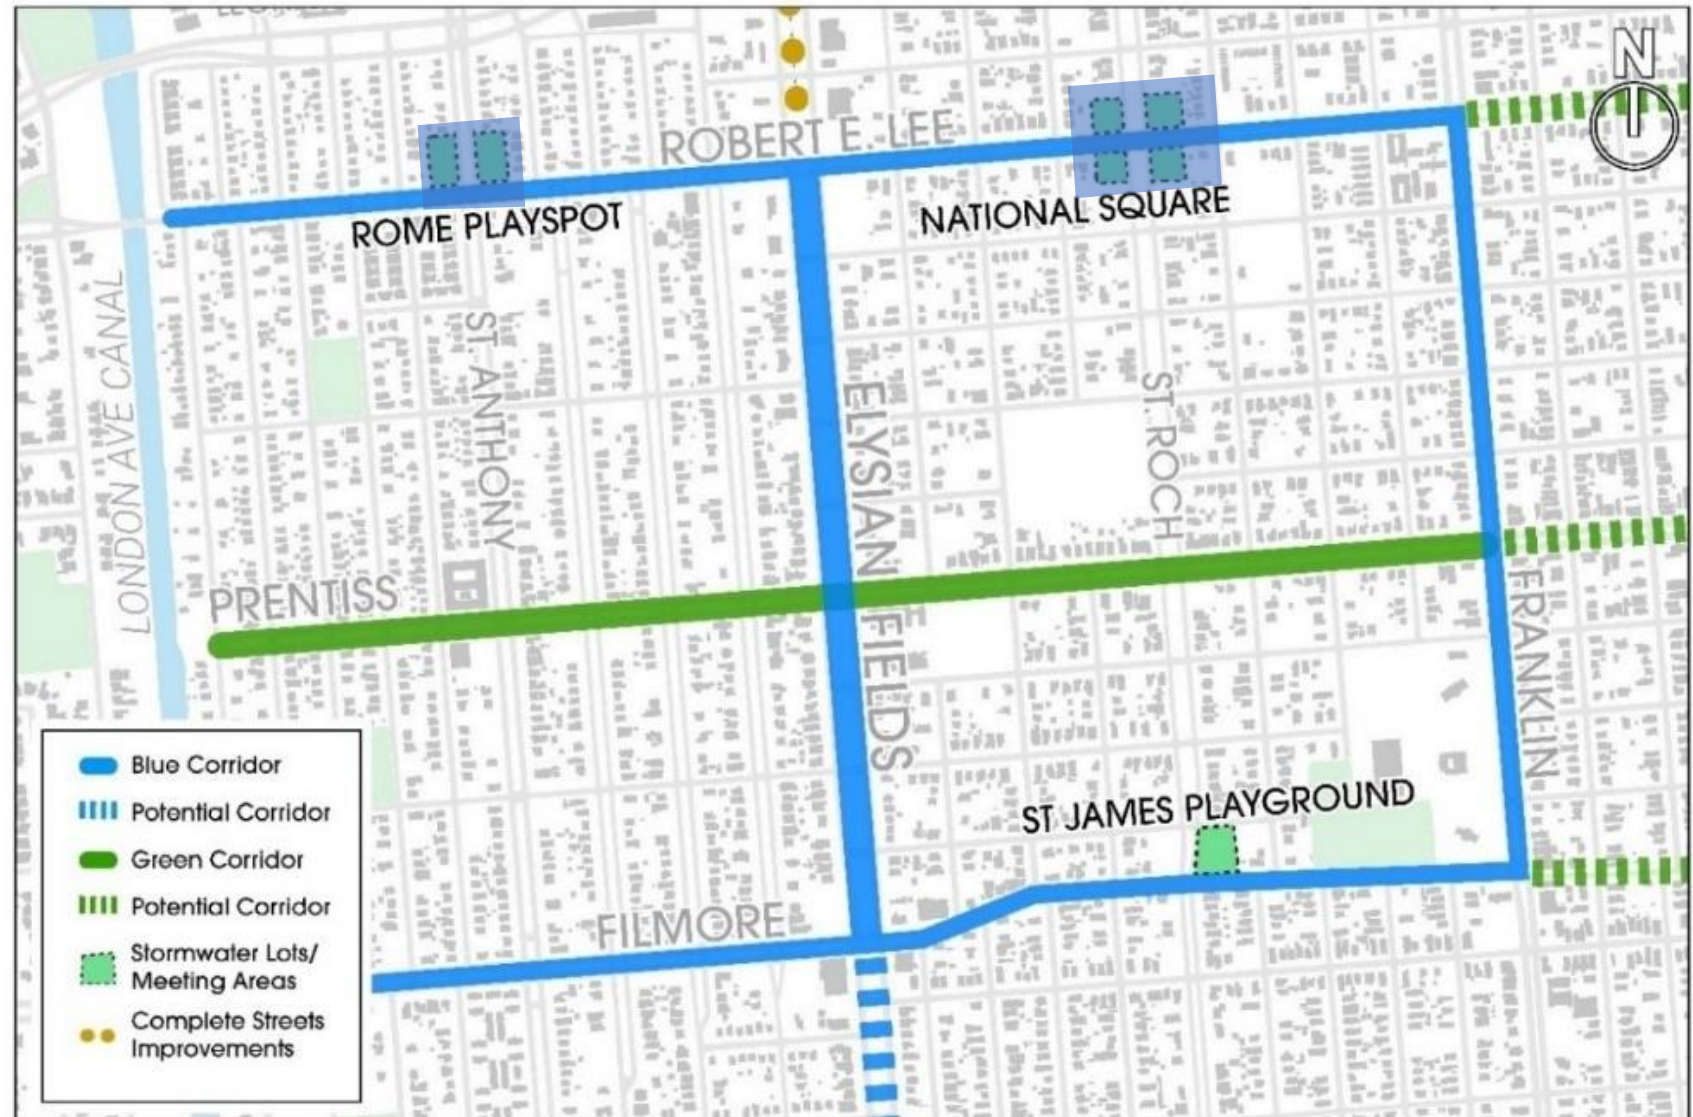 N
ROBERT E. LEE
ROME PLAYSPOT
NATIONAL SQUARE
LONDON AVE CANAL
ST. ANTHONY
ELYSIAN FIELDS
ST. ROCH
PRENTISS
FRANKLIN
ST JAMES PLAYGROUND
FILMORE
Blue Corridor
Potential Corridor
Green Corridor
Potential Corridor
Stormwater Lots/
Meeting Areas
Complete Streets
Improvements